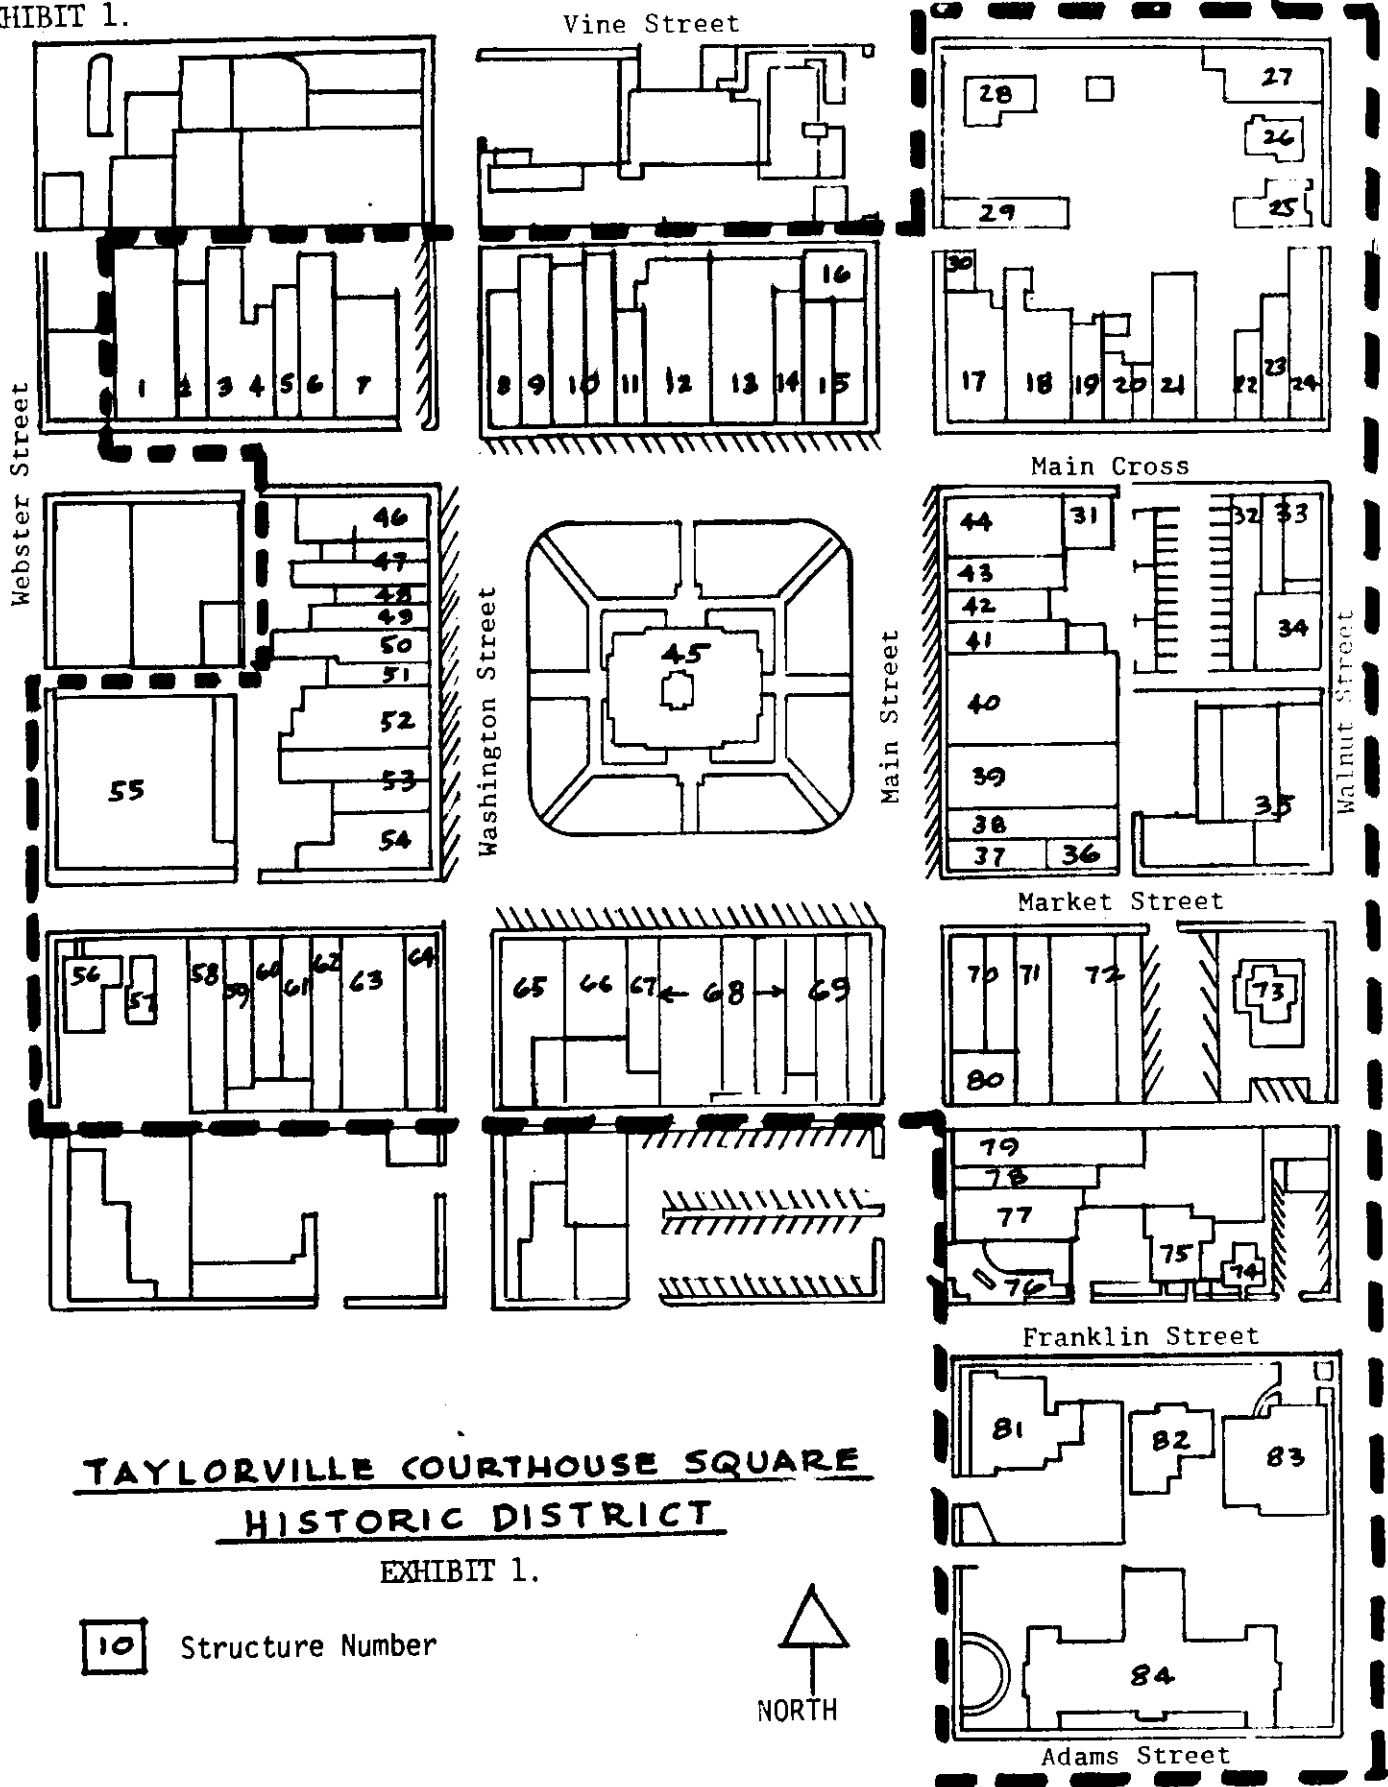 HIBIT 1.
Vine Street
27
28
26
25
29
30
16
1 2 3 4 5 6 7
8 9 10 11 12 13 14 15
17 18 19 20 21 22 23 24
Webster Street
Main Cross
46
47
48
49
50
51
52
53
54
55
Washington Street
45
Main Street
44
43
42
41
40
39
38
37
36
31
32 33
34
35
Walnut Street
Market Street
56
57
58
59
60
61
62
63
64
65 66 67 ← 68 → 69
70 71 72
73
80
79
78
77
76
75
74
Franklin Street
81
82
83
84
Adams Street
TAYLORVILLE COURTHOUSE SQUARE
HISTORIC DISTRICT
EXHIBIT 1.
10 Structure Number
NORTH